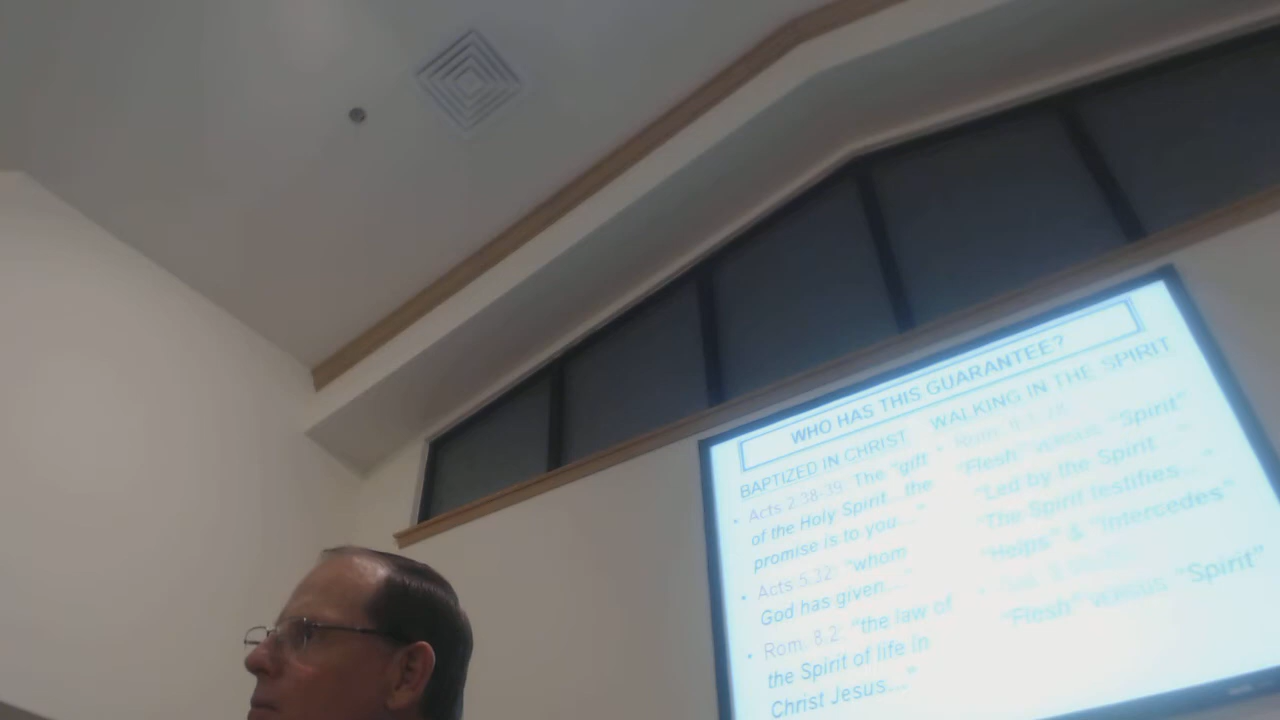 WHO HAS THIS GUARANTEE?
BAPTIZED IN CHRIST
• Acts 2:38-39 The "gift
of the Holy Spirit...the
promise is to you..."
• Acts 5:32: "whom
God has given..."
• Rom. 8:2: "the law of
the Spirit of life in
Christ Jesus..."
WALKING IN THE SPIRIT
• Rom. 8:1-
"Flesh" versus "Spirit"
"Led by the Spirit
"The Spirit testifies..."
"Helps" & "Intercedes"
"Flesh" versus "Spirit"